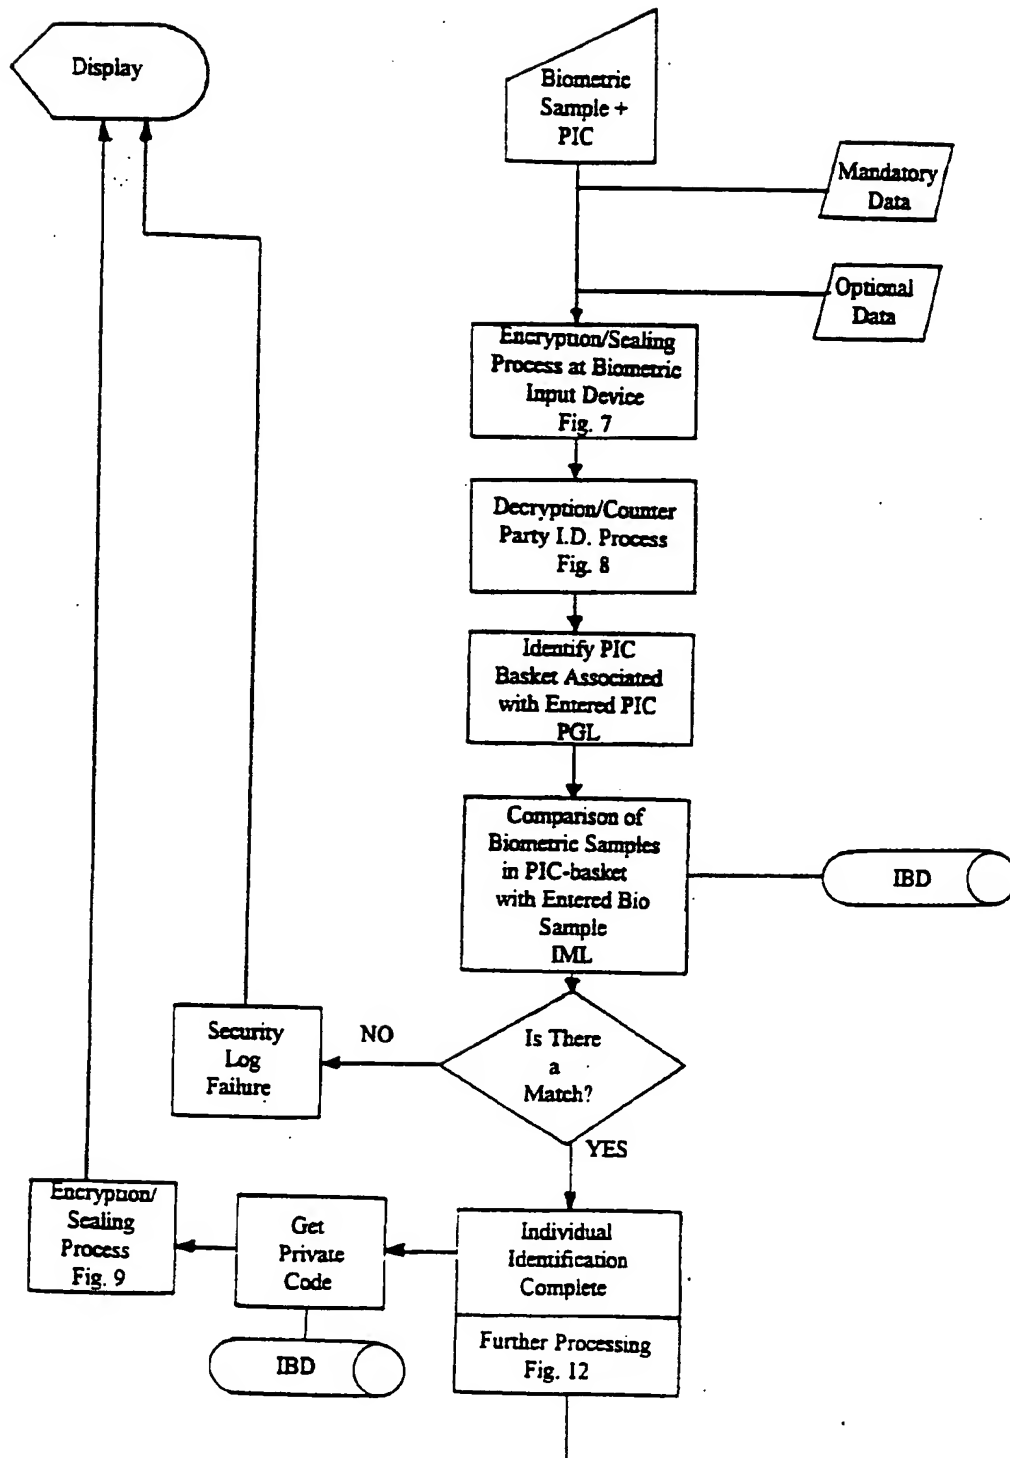 Display
Biometric
Sample +
PIC
Mandatory
Data
Optional
Data
Encryption/Sealing
Process at Biometric
Input Device
Fig. 7
Decryption/Counter
Party I.D. Process
Fig. 8
Identify PIC
Basket Associated
with Entered PIC
PGL
Comparison of
Biometric Samples
in PIC-basket
with Entered Bio
Sample
IML
IBD
Is There
a
Match?
NO
Security
Log
Failure
YES
Individual
Identification
Complete
Further Processing
Fig. 12
Get
Private
Code
IBD
Encryption/
Sealing
Process
Fig. 9